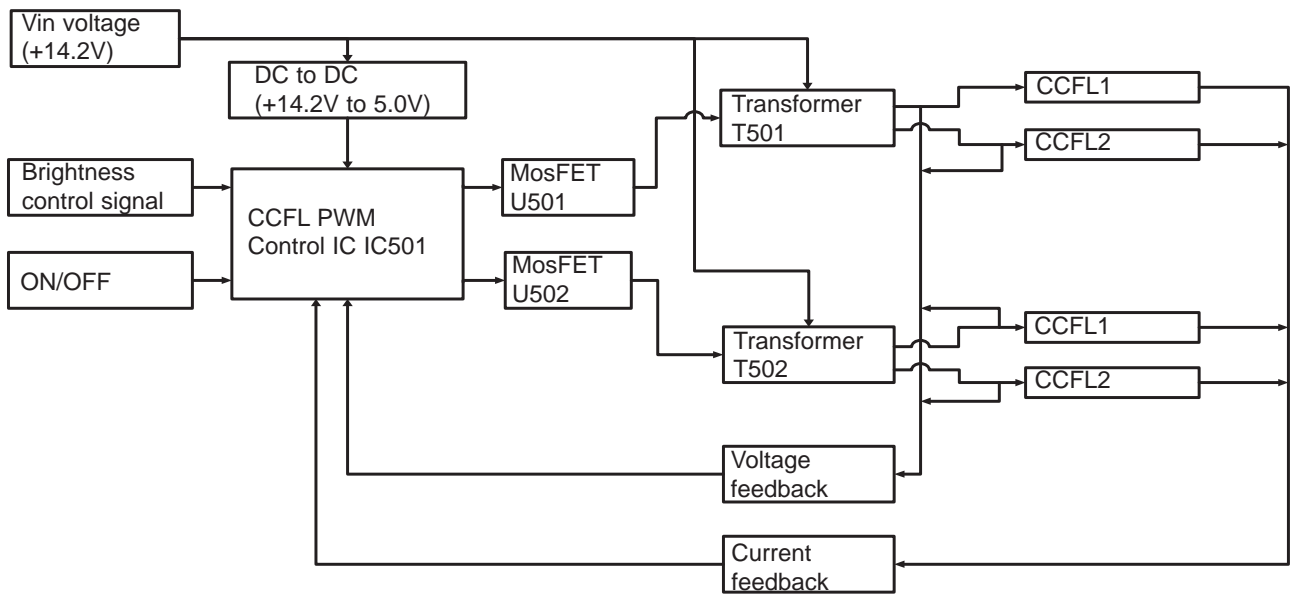 Vin voltage
(+14.2V)
DC to DC
(+14.2V to 5.0V)
Brightness
control signal
ON/OFF
CCFL PWM
Control IC IC501
MosFET
U501
MosFET
U502
Transformer
T501
Transformer
T502
CCFL1
CCFL2
CCFL1
CCFL2
Voltage
feedback
Current
feedback